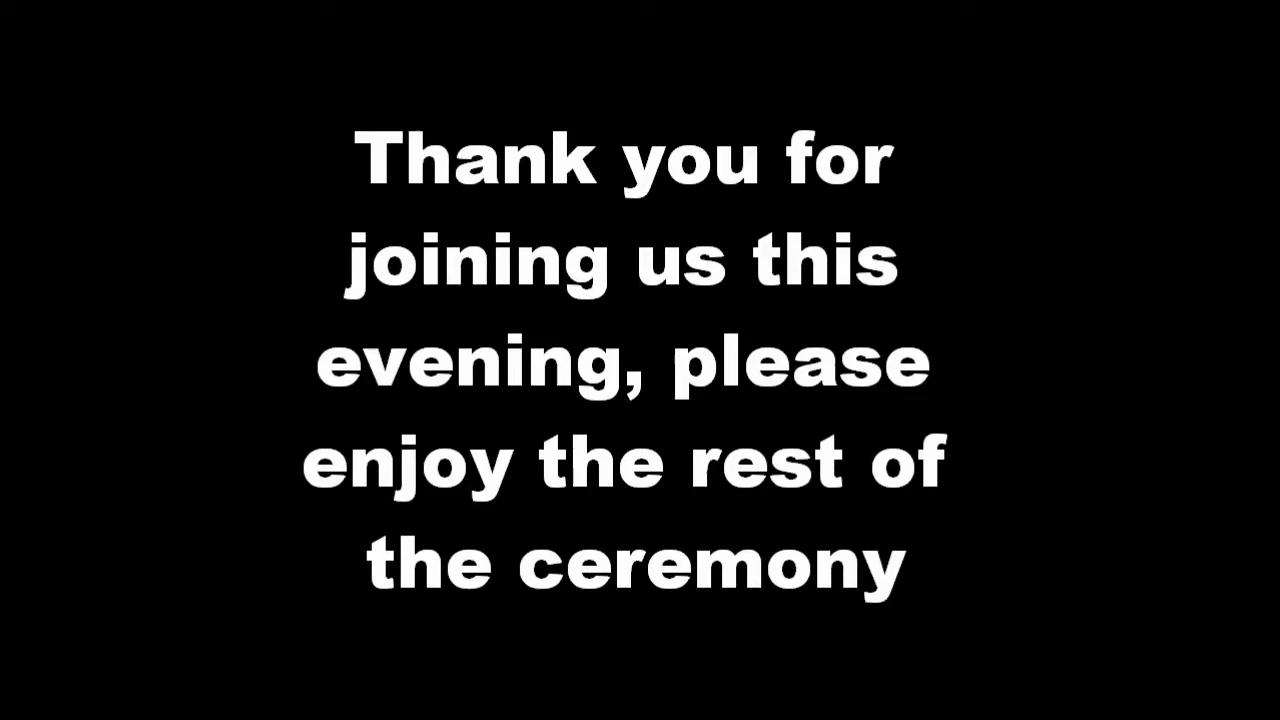 Thank you for
joining us this
evening, please
enjoy the rest of
the ceremony